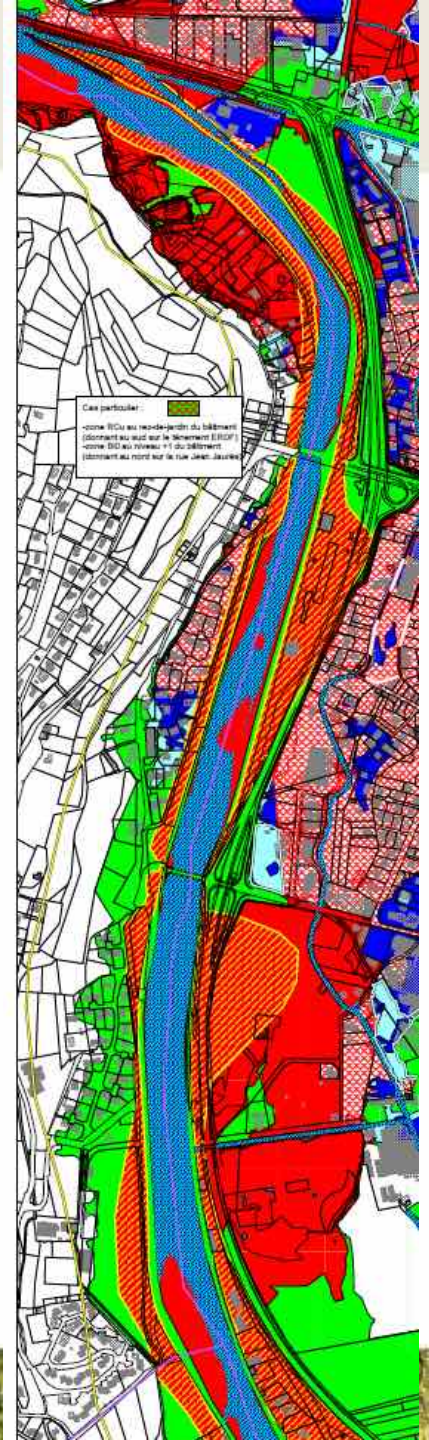 Cas particulier :
-zone RCu au rez-de-jardin du bâtiment
(donnant au sud sur le tènement ERDF)
-zone Bi3 au niveau +1 du bâtiment
(donnant au nord sur la rue Jean Jaurès)